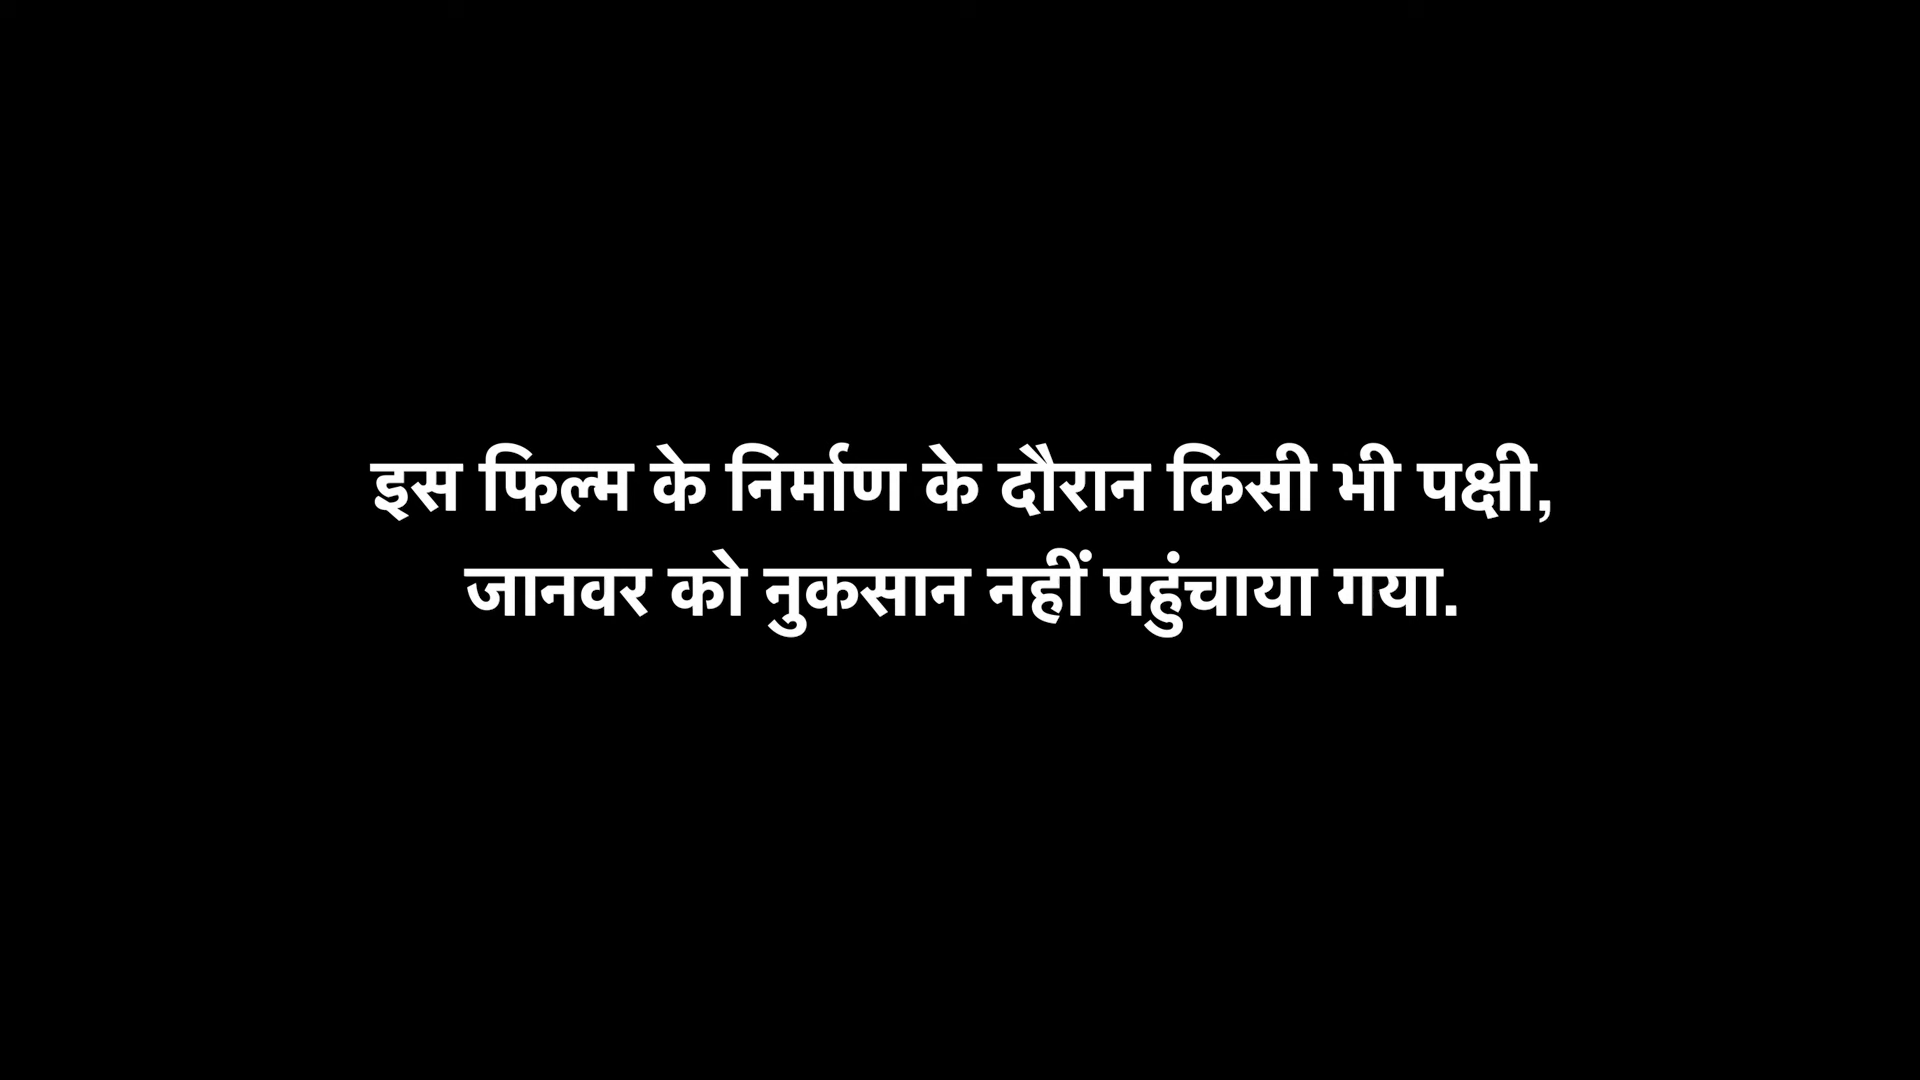 इस फिल्म के निर्माण के दौरान किसी भी पक्षी,
जानवर को नुकसान नहीं पहुंचाया गया.